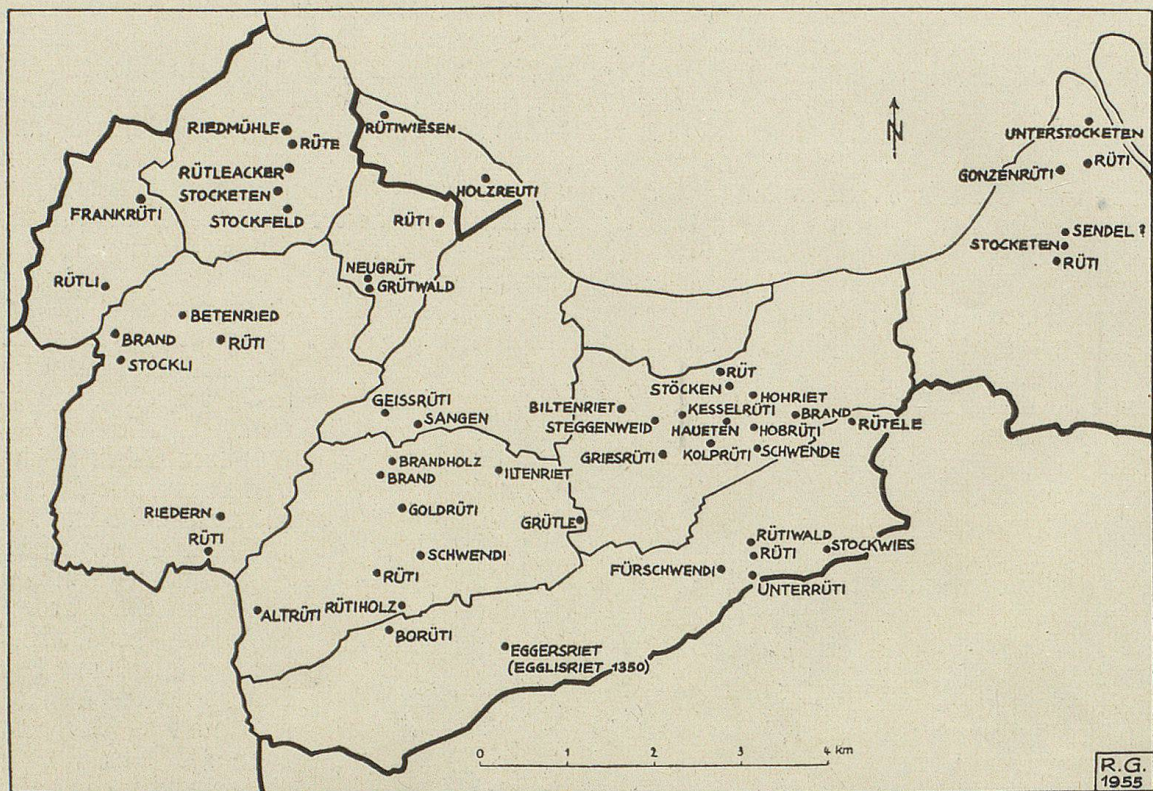 RIEDMÜHLE
RÜTE
RÜTLEACKER
STOCKETEN
STOCKFELD
FRANKRÜTI
RÜTLI
RÜTIWIESEN
HOLZREUTI
RÜTI
NEUGRÜT
GRÜTWALD
N
UNTERSTOCKETEN
RÜTI
GONZENRÜTI
SENDEL ?
STOCKETEN
RÜTI
BETENRIED
BRAND
RÜTI
STOCKLI
GEISSRÜTI
SANGEN
RÜT
STÖCKEN
HOHRIET
BILTENRIET
KESSELRÜTI
BRAND
STEGGENWEID
HAUETEN
HOBRÜTI
RÜTELE
GRIESRÜTI
KOLPRÜTI
SCHWENDE
BRANDHOLZ
BRAND
ILTENRIET
GOLDRÜTI
GRÜTLE
RIEDERN
RÜTI
SCHWENDI
RÜTI
RÜTIWALD
STOCKWIES
RÜTI
FÜRSCHWENDI
UNTERRÜTI
ALTRÜTI
RÜTIHOLZ
BORÜTI
EGGERSRIET
(EGGLISRIET 1350)
0 1 2 3 4 km
R.G.
1955